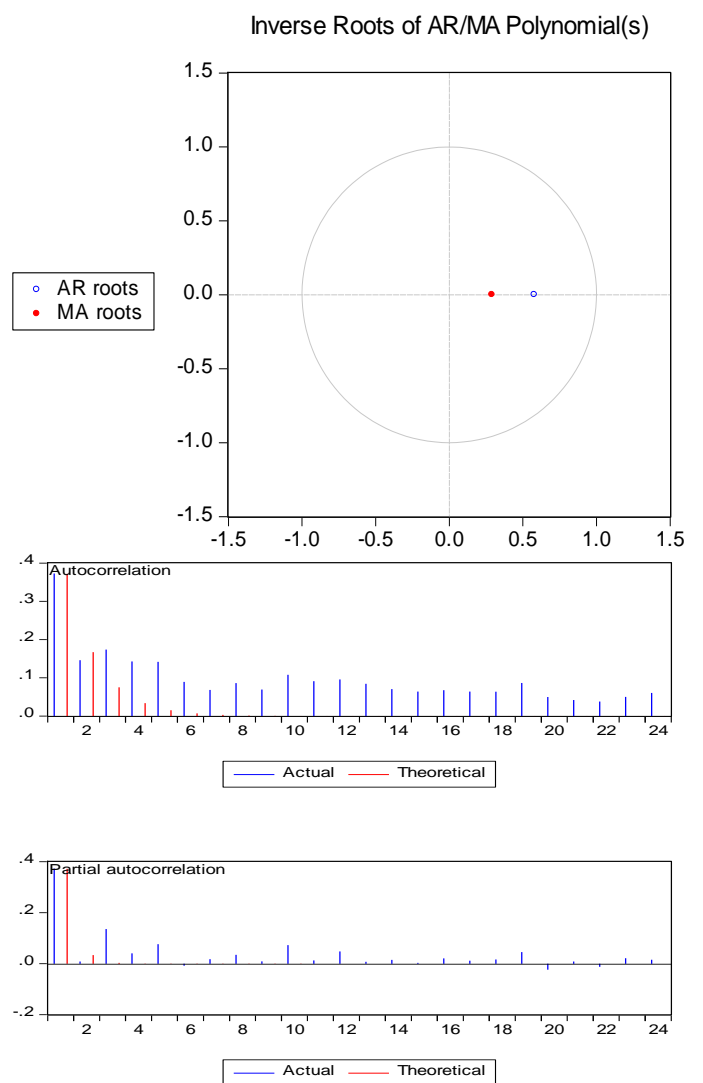 Inverse Roots of AR/MA Polynomial(s)
1.5
1.0
0.5
0.0
-0.5
-1.0
-1.5
-1.5 -1.0 -0.5 0.0 0.5 1.0 1.5
AR roots
MA roots
Autocorrelation
.4
.3
.2
.1
.0
2 4 6 8 10 12 14 16 18 20 22 24
Actual Theoretical
Partial autocorrelation
.4
.2
.0
-.2
2 4 6 8 10 12 14 16 18 20 22 24
Actual Theoretical